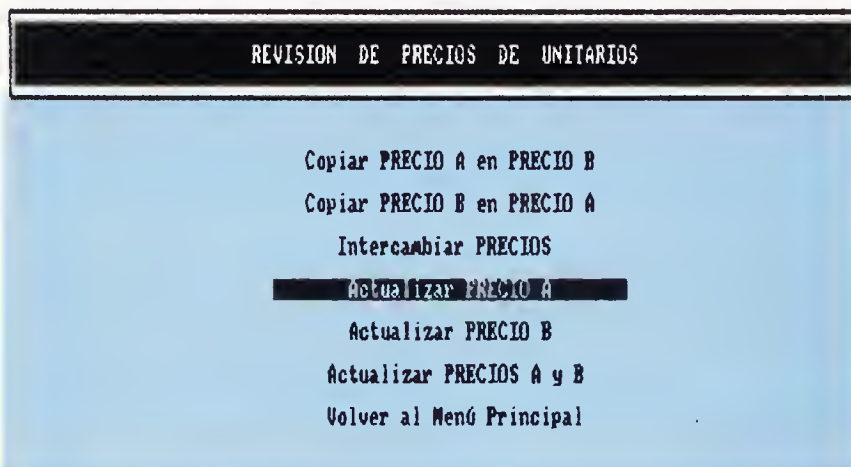 REVISION DE PRECIOS DE UNITARIOS
Copiar PRECIO A en PRECIO B
Copiar PRECIO B en PRECIO A
Intercambiar PRECIOS
Actualizar PRECIO A
Actualizar PRECIO B
Actualizar PRECIOS A y B
Volver al Menú Principal